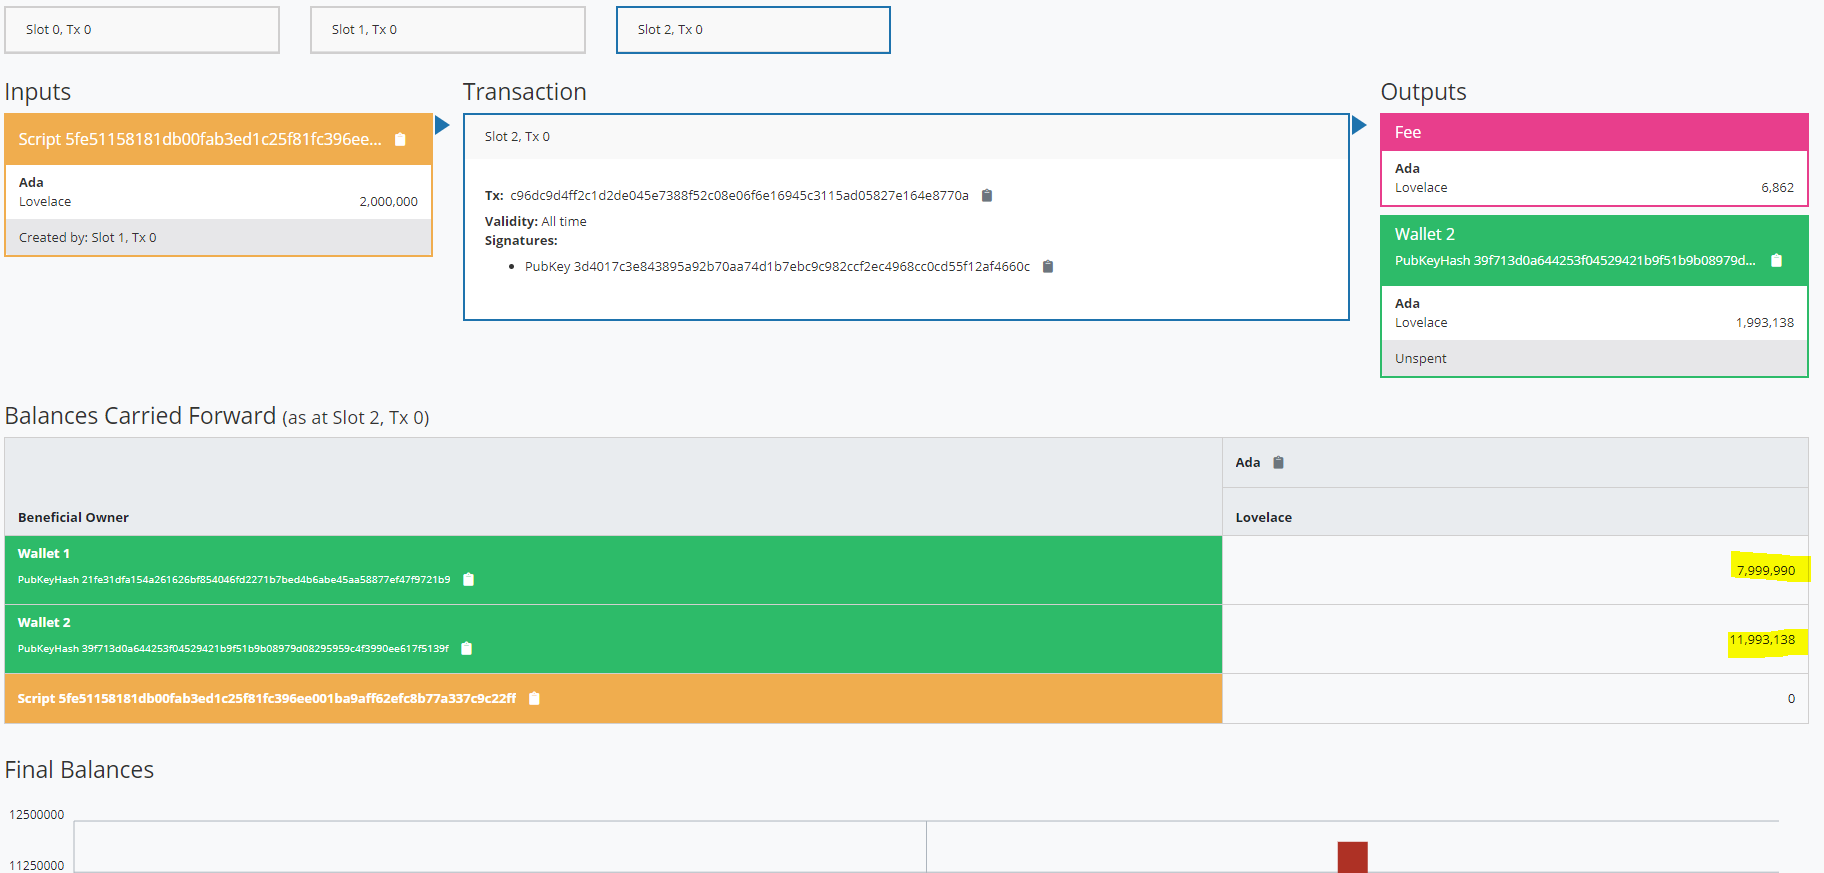 Slot 0, Tx 0
Slot 1, Tx 0
Slot 2, Tx 0
Inputs
Transaction
Outputs
Script 5fe51158181db00fab3ed1c25f81fc396ee...
Ada
Lovelace 2,000,000
Created by: Slot 1, Tx 0
Slot 2, Tx 0
Tx: c96dc9d4ff2c1d2de045e7388f52c08e06f6e16945c3115ad05827e164e8770a
Validity: All time
Signatures:
• PubKey 3d4017c3e843895a92b70aa74d1b7ebc9c982ccf2ec4968cc0cd55f12af4660c
Fee
Ada
Lovelace 6,862
Wallet 2
PubKeyHash 39f713d0a644253f04529421b9f51b9b08979d...
Ada
Lovelace 1,993,138
Unspent
Balances Carried Forward (as at Slot 2, Tx 0)
Ada
Beneficial Owner Lovelace
Wallet 1
PubKeyHash 21fe31dfa154a261626bf854046fd2271b7bed4b6abe45aa58877ef47f9721b9
7,999,990
Wallet 2
PubKeyHash 39f713d0a644253f04529421b9f51b9b08979d08295959c4f3990ee617f5139f
11,993,138
Script 5fe51158181db00fab3ed1c25f81fc396ee001ba9aff62efc8b77a337c9c22ff 0
Final Balances
12500000
11250000